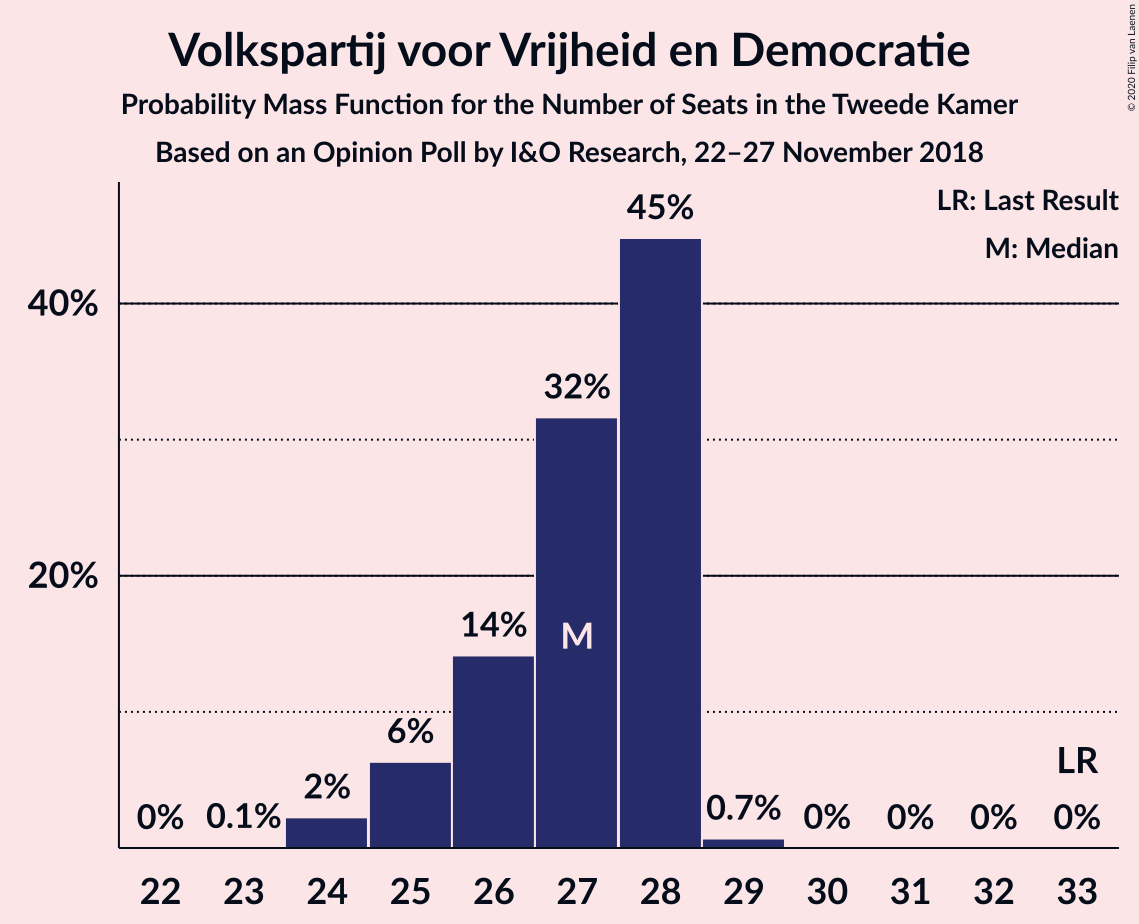 Volkspartij voor Vrijheid en Democratie
Probability Mass Function for the Number of Seats in the Tweede Kamer
Based on an Opinion Poll by I&O Research, 22–27 November 2018
© 2020 Filip van Laenen
LR: Last Result
M: Median
45%
40%
32%
20%
14%
M
6%
2%
LR
0% 0.1% 0.7% 0% 0% 0% 0%
22 23 24 25 26 27 28 29 30 31 32 33